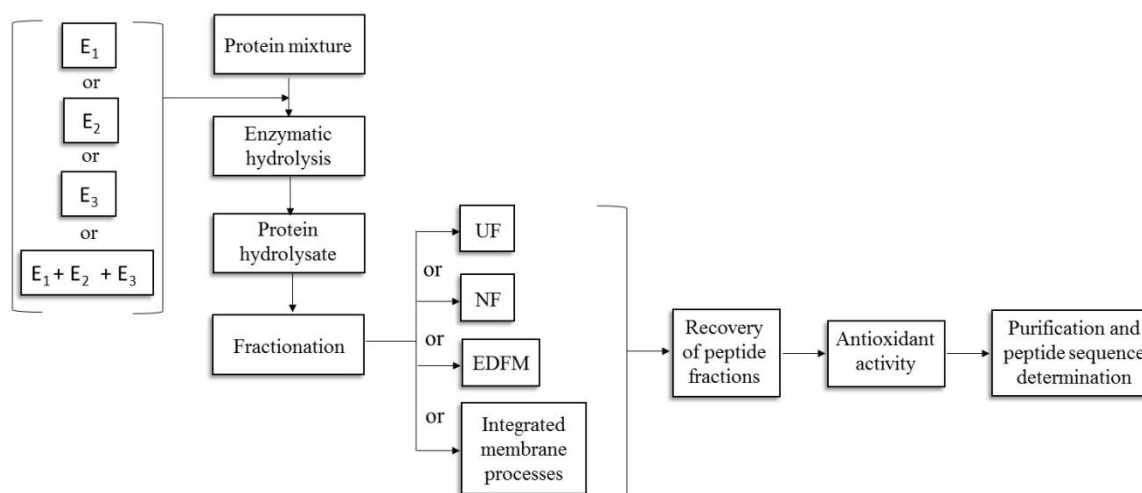 E₁
or
E₂
or
E₃
or
E₁ + E₂ + E₃
Protein mixture
Enzymatic
hydrolysis
Protein
hydrolysate
Fractionation
UF
or
NF
or
EDFM
or
Integrated
membrane
processes
Recovery
of peptide
fractions
Antioxidant
activity
Purification and
peptide sequence
determination